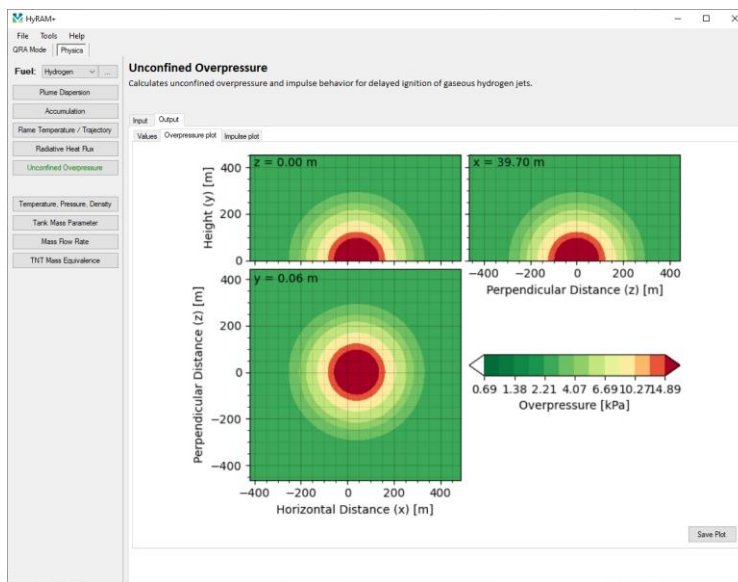 HyRAM+
File Tools Help
QRA Mode Physics
Fuel: Hydrogen ...
Unconfined Overpressure
Calculates unconfined overpressure and impulse behavior for delayed ignition of gaseous hydrogen jets.
Plume Dispersion
Accumulation
Flame Temperature / Trajectory
Radiative Heat Flux
Unconfined Overpressure
Temperature, Pressure, Density
Tank Mass Parameter
Mass Flow Rate
TNT Mass Equivalence
Input Output
Values Overpressure plot Impulse plot
z = 0.00 m
Height (y) [m]
400
200
0
x = 39.70 m
−400 −200 0 200 400
Perpendicular Distance (z) [m]
y = 0.06 m
Perpendicular Distance (z) [m]
400
200
0
−200
−400
−400 −200 0 200 400
Horizontal Distance (x) [m]
0.69 1.38 2.21 4.07 6.69 10.27 14.89
Overpressure [kPa]
Save Plot